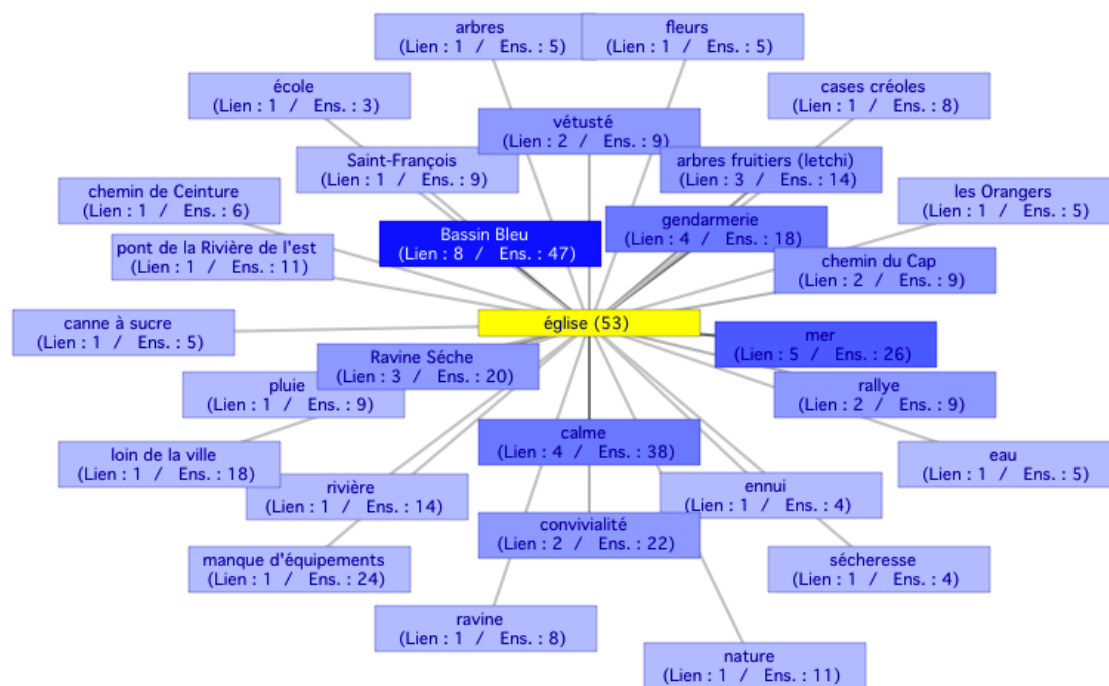 arbres
(Lien : 1 / Ens. : 5)
fleurs
(Lien : 1 / Ens. : 5)
école
(Lien : 1 / Ens. : 3)
cases créoles
(Lien : 1 / Ens. : 8)
vétusté
(Lien : 2 / Ens. : 9)
Saint-François
(Lien : 1 / Ens. : 9)
arbres fruitiers (letchi)
(Lien : 3 / Ens. : 14)
chemin de Ceinture
(Lien : 1 / Ens. : 6)
les Orangers
(Lien : 1 / Ens. : 5)
gendarmerie
(Lien : 4 / Ens. : 18)
Bassin Bleu
(Lien : 8 / Ens. : 47)
pont de la Rivière de l'est
(Lien : 1 / Ens. : 11)
chemin du Cap
(Lien : 2 / Ens. : 9)
église (53)
canne à sucre
(Lien : 1 / Ens. : 5)
mer
(Lien : 5 / Ens. : 26)
Ravine Séche
(Lien : 3 / Ens. : 20)
pluie
(Lien : 1 / Ens. : 9)
rallye
(Lien : 2 / Ens. : 9)
calme
(Lien : 4 / Ens. : 38)
loin de la ville
(Lien : 1 / Ens. : 18)
eau
(Lien : 1 / Ens. : 5)
rivière
(Lien : 1 / Ens. : 14)
ennui
(Lien : 1 / Ens. : 4)
convivialité
(Lien : 2 / Ens. : 22)
manque d'équipements
(Lien : 1 / Ens. : 24)
sécheresse
(Lien : 1 / Ens. : 4)
ravine
(Lien : 1 / Ens. : 8)
nature
(Lien : 1 / Ens. : 11)